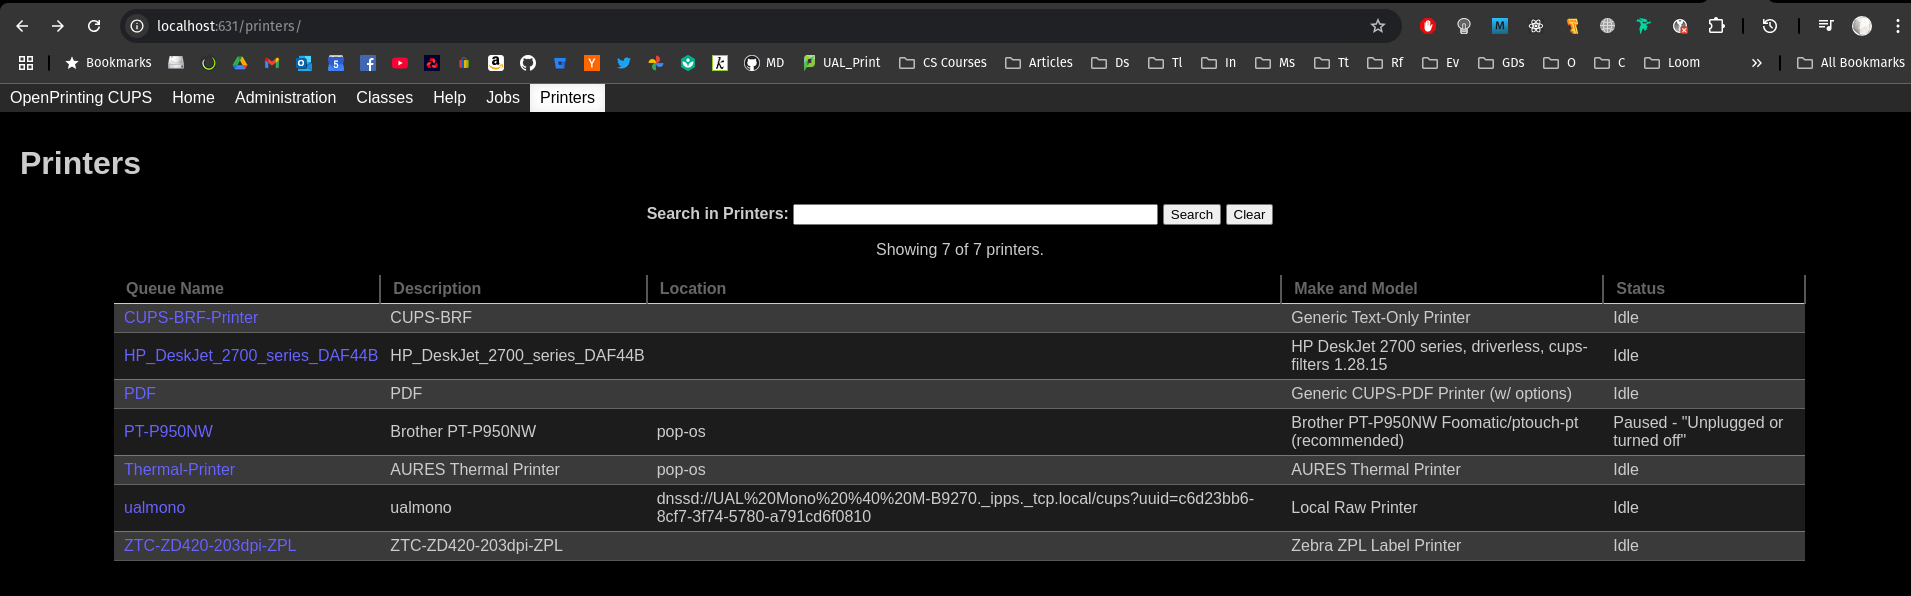 localhost:631/printers/
Bookmarks MD UAL_Print CS Courses Articles Ds Tl In Ms Tt Rf Ev GDs O C Loom » All Bookmarks
OpenPrinting CUPS Home Administration Classes Help Jobs Printers
Printers
Search in Printers: Search Clear
Showing 7 of 7 printers.
Queue Name Description Location Make and Model Status
CUPS-BRF-Printer CUPS-BRF Generic Text-Only Printer Idle
HP_DeskJet_2700_series_DAF44B HP_DeskJet_2700_series_DAF44B HP DeskJet 2700 series, driverless, cups-
filters 1.28.15 Idle
PDF PDF Generic CUPS-PDF Printer (w/ options) Idle
PT-P950NW Brother PT-P950NW pop-os Brother PT-P950NW Foomatic/ptouch-pt
(recommended) Paused - "Unplugged or
turned off"
Thermal-Printer AURES Thermal Printer pop-os AURES Thermal Printer Idle
ualmono ualmono dnssd://UAL%20Mono%20%40%20M-B9270._ipps._tcp.local/cups?uuid=c6d23bb6-
8cf7-3f74-5780-a791cd6f0810 Local Raw Printer Idle
ZTC-ZD420-203dpi-ZPL ZTC-ZD420-203dpi-ZPL Zebra ZPL Label Printer Idle